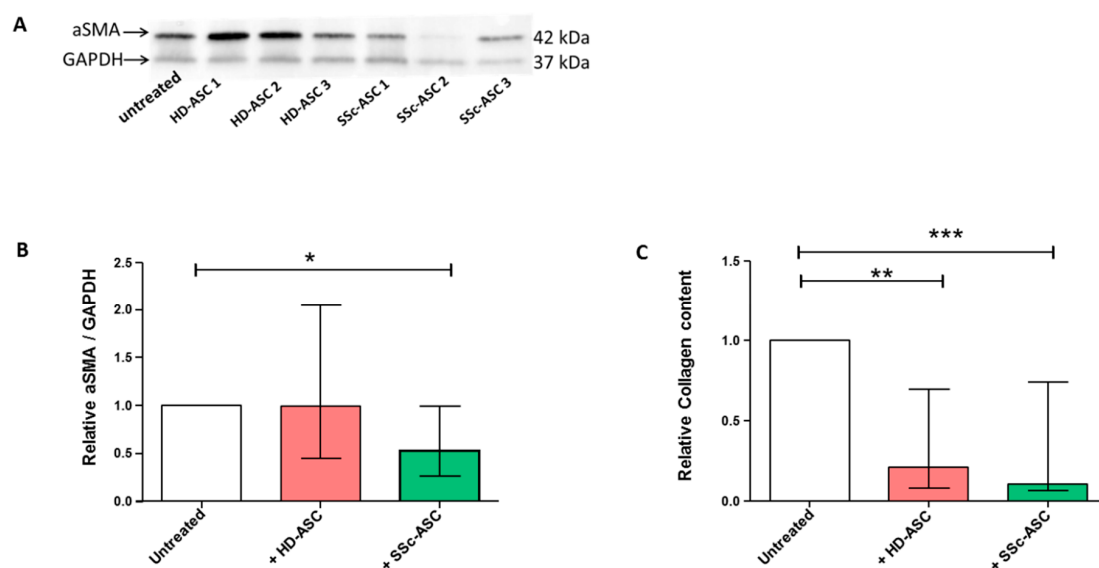 A
aSMA
42 kDa
GAPDH
37 kDa
untreated
HD-ASC 1
HD-ASC 2
HD-ASC 3
SSc-ASC 1
SSc-ASC 2
SSc-ASC 3
B
Relative aSMA / GAPDH
2.5
2.0
1.5
1.0
0.5
0.0
*
Untreated
+ HD-ASC
+ SSc-ASC
C
Relative Collagen content
1.5
1.0
0.5
0.0
***
**
Untreated
+ HD-ASC
+ SSc-ASC